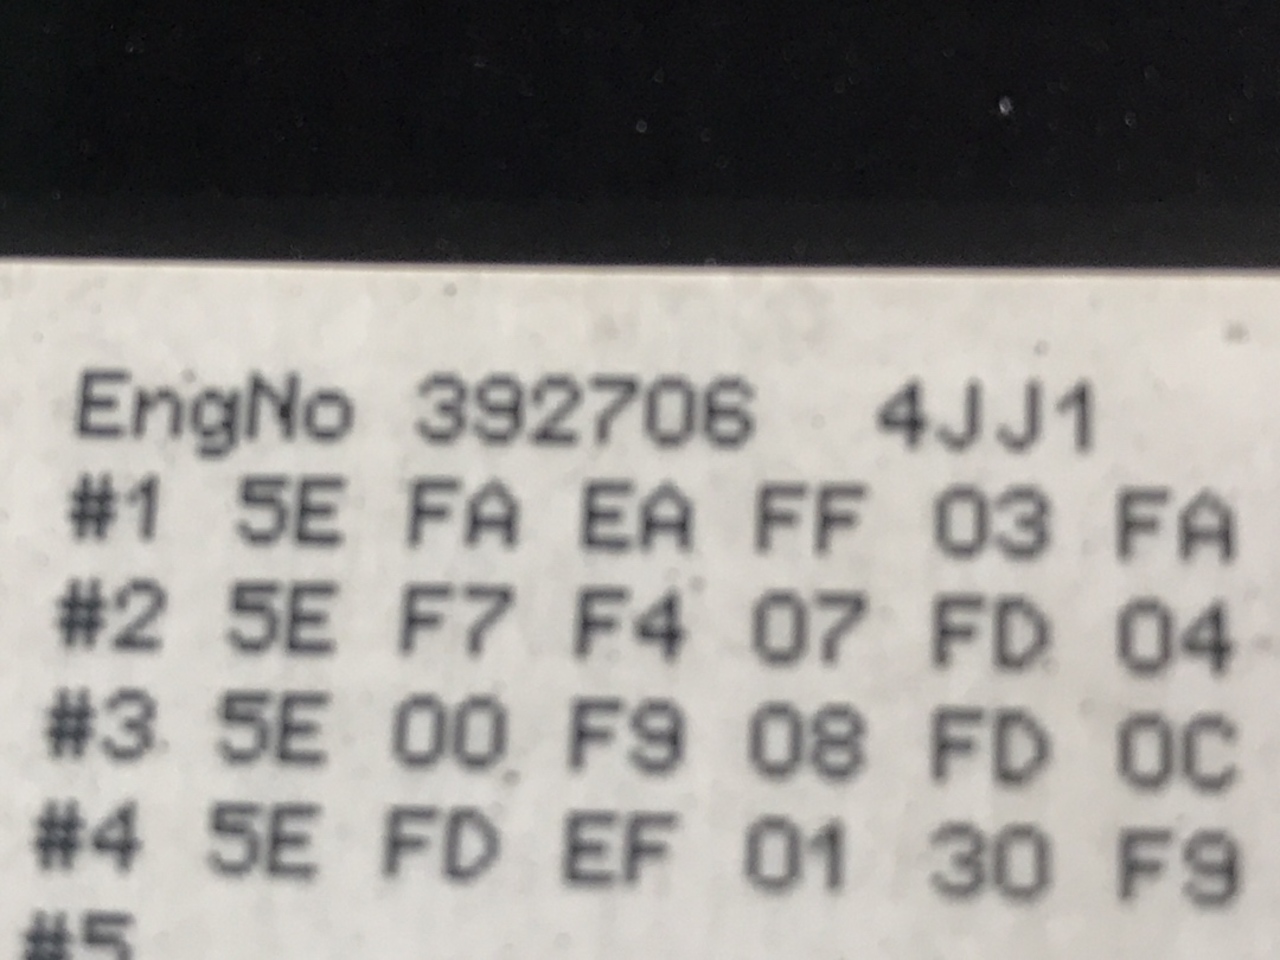 EngNo 392706 4JJ1
#1 5E FA EA FF 03 FA
#2 5E F7 F4 07 FD 04
#3 5E 00 F9 08 FD 0C
#4 5E FD EF 01 30 F9
#5